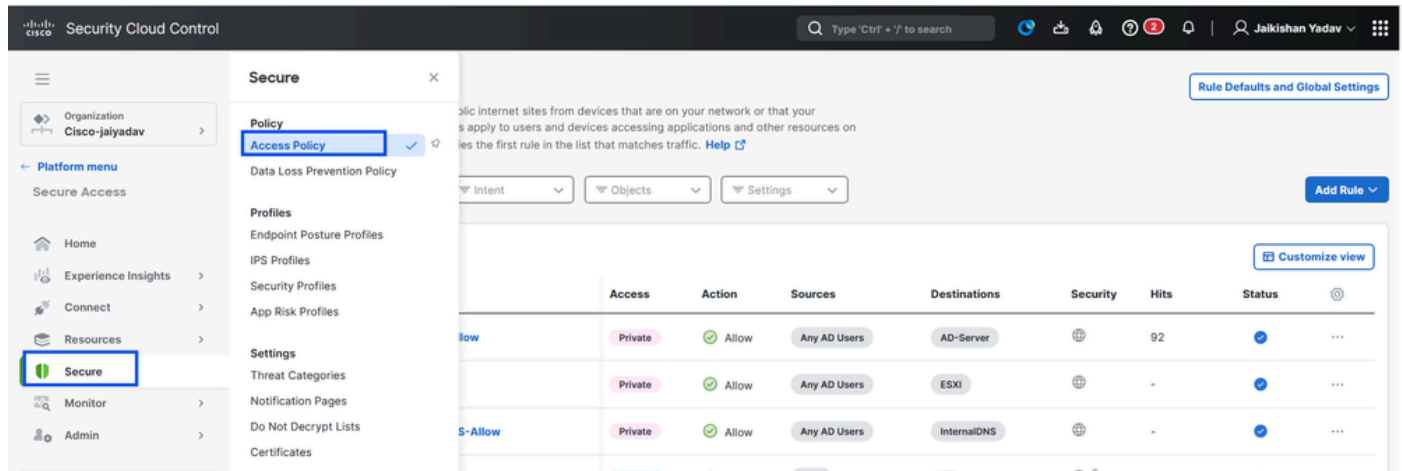 cisco Security Cloud Control
Type 'Ctrl' + '/' to search
2
Jaikishan Yadav
Organization
Cisco-jaiyadav
← Platform menu
Secure Access
Home
Experience Insights
Connect
Resources
Secure
Monitor
Admin
Secure
Policy
Access Policy
Data Loss Prevention Policy
Profiles
Endpoint Posture Profiles
IPS Profiles
Security Profiles
App Risk Profiles
Settings
Threat Categories
Notification Pages
Do Not Decrypt Lists
Certificates
Rule Defaults and Global Settings
blic internet sites from devices that are on your network or that your
s apply to users and devices accessing applications and other resources on
ies the first rule in the list that matches traffic. Help
Intent Objects Settings Add Rule
Customize view
Access Action Sources Destinations Security Hits Status
llow Private Allow Any AD Users AD-Server 92 ...
Private Allow Any AD Users ESXI - ...
S-Allow Private Allow Any AD Users InternalDNS - ...